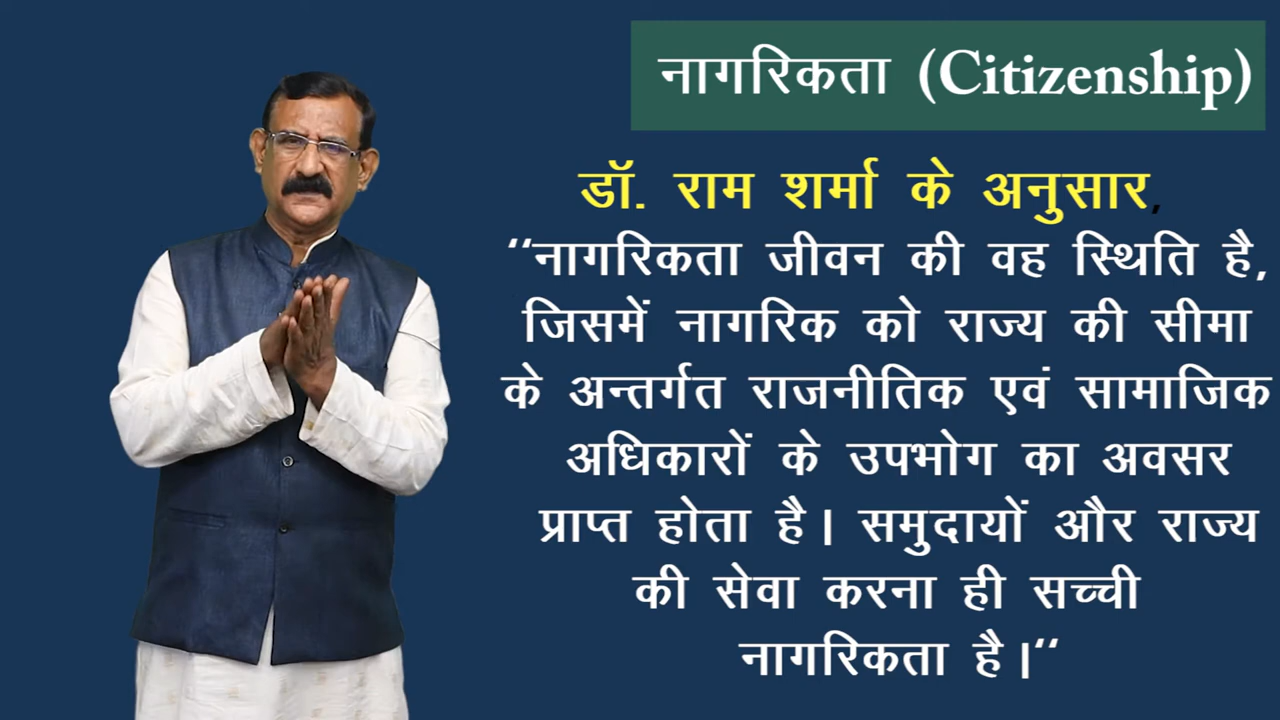 नागरिकता (Citizenship)
डॉ. राम शर्मा के अनुसार,
‘‘नागरिकता जीवन की वह स्थिति है,
जिसमें नागरिक को राज्य की सीमा
के अन्तर्गत राजनीतिक एवं सामाजिक
अधिकारों के उपभोग का अवसर
प्राप्त होता है। समुदायों और राज्य
की सेवा करना ही सच्ची
नागरिकता है।‘‘